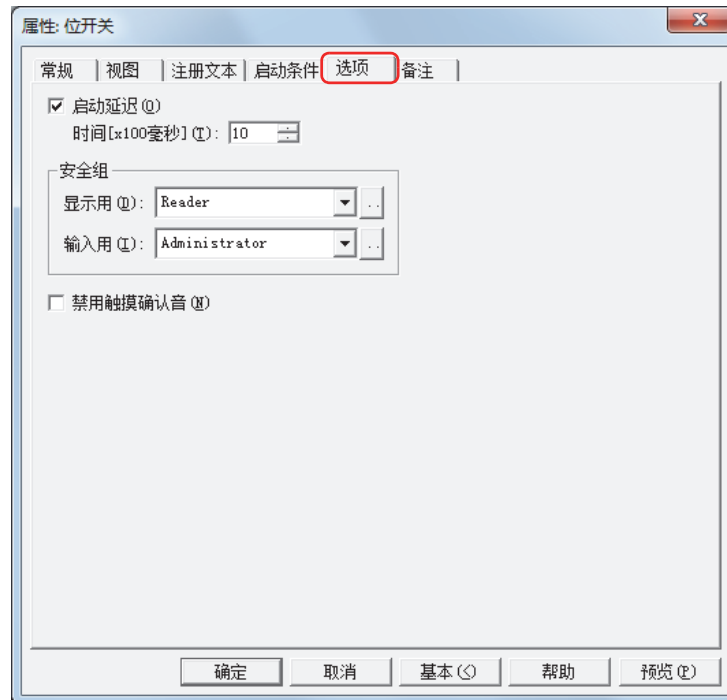 属性: 位开关
常规 视图 注册文本 启动条件 选项 备注
启动延迟(O)
时间[x100毫秒](T): 10
安全组
显示用(D): Reader ..
输入用(I): Administrator ..
禁用触摸确认音(N)
确定 取消 基本(<) 帮助 预览(P)